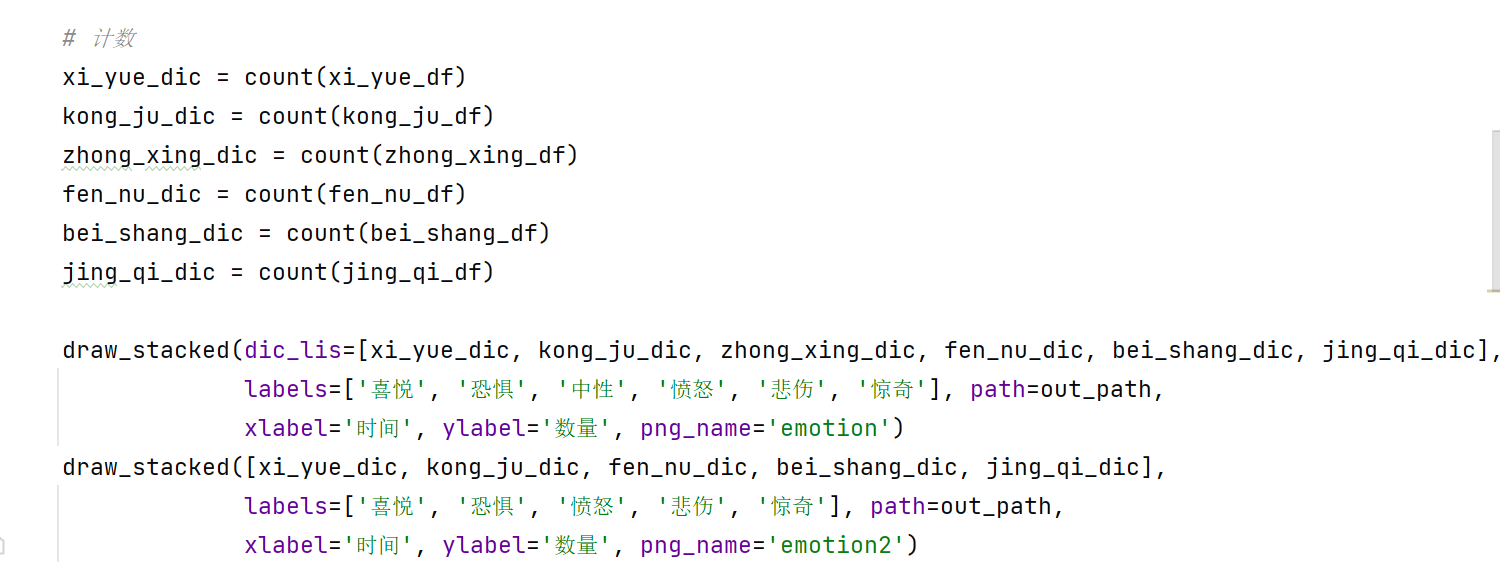 # 计数
xi_yue_dic = count(xi_yue_df)
kong_ju_dic = count(kong_ju_df)
zhong_xing_dic = count(zhong_xing_df)
fen_nu_dic = count(fen_nu_df)
bei_shang_dic = count(bei_shang_df)
jing_qi_dic = count(jing_qi_df)
draw_stacked(dic_lis=[xi_yue_dic, kong_ju_dic, zhong_xing_dic, fen_nu_dic, bei_shang_dic, jing_qi_dic],
labels=['喜悦', '恐惧', '中性', '愤怒', '悲伤', '惊奇'], path=out_path,
xlabel='时间', ylabel='数量', png_name='emotion')
draw_stacked([xi_yue_dic, kong_ju_dic, fen_nu_dic, bei_shang_dic, jing_qi_dic],
labels=['喜悦', '恐惧', '愤怒', '悲伤', '惊奇'], path=out_path,
xlabel='时间', ylabel='数量', png_name='emotion2')